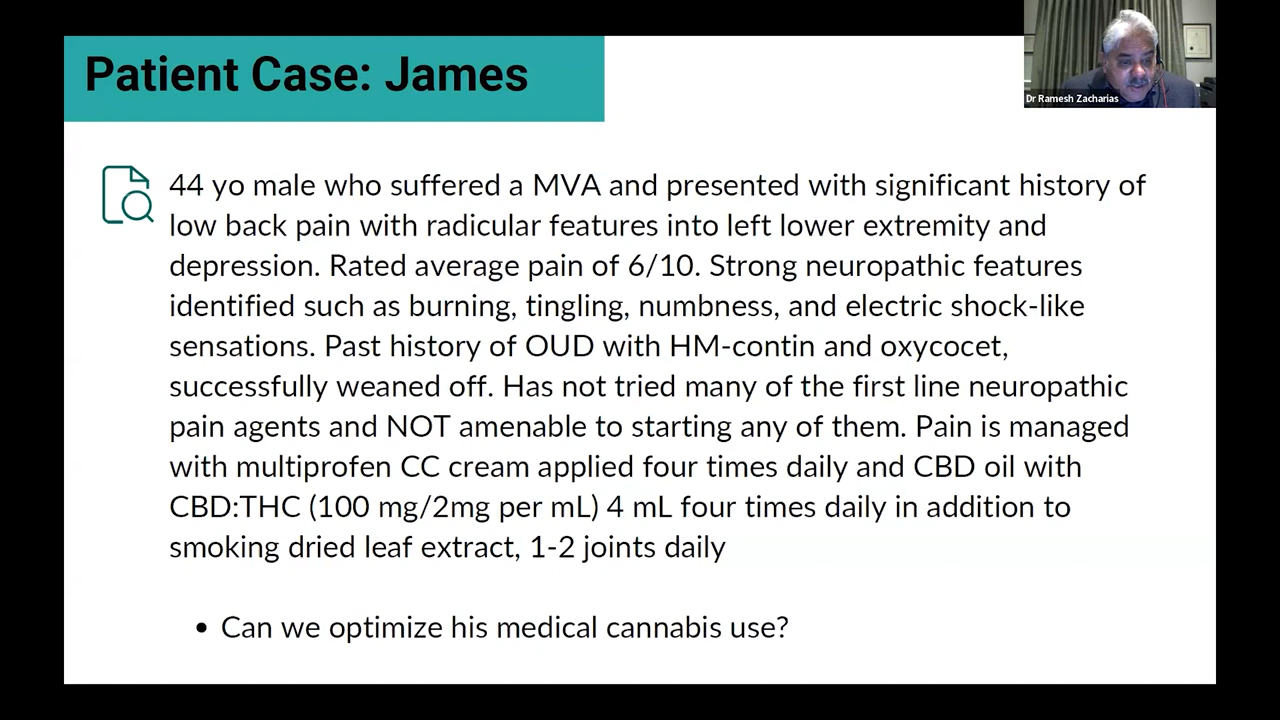 Patient Case: James
Dr Ramesh Zacharias
44 yo male who suffered a MVA and presented with significant history of
low back pain with radicular features into left lower extremity and
depression. Rated average pain of 6/10. Strong neuropathic features
identified such as burning, tingling, numbness, and electric shock-like
sensations. Past history of OUD with HM-contin and oxycocet,
successfully weaned off. Has not tried many of the first line neuropathic
pain agents and NOT amenable to starting any of them. Pain is managed
with multiprofen CC cream applied four times daily and CBD oil with
CBD:THC (100 mg/2mg per mL) 4 mL four times daily in addition to
smoking dried leaf extract, 1-2 joints daily
• Can we optimize his medical cannabis use?